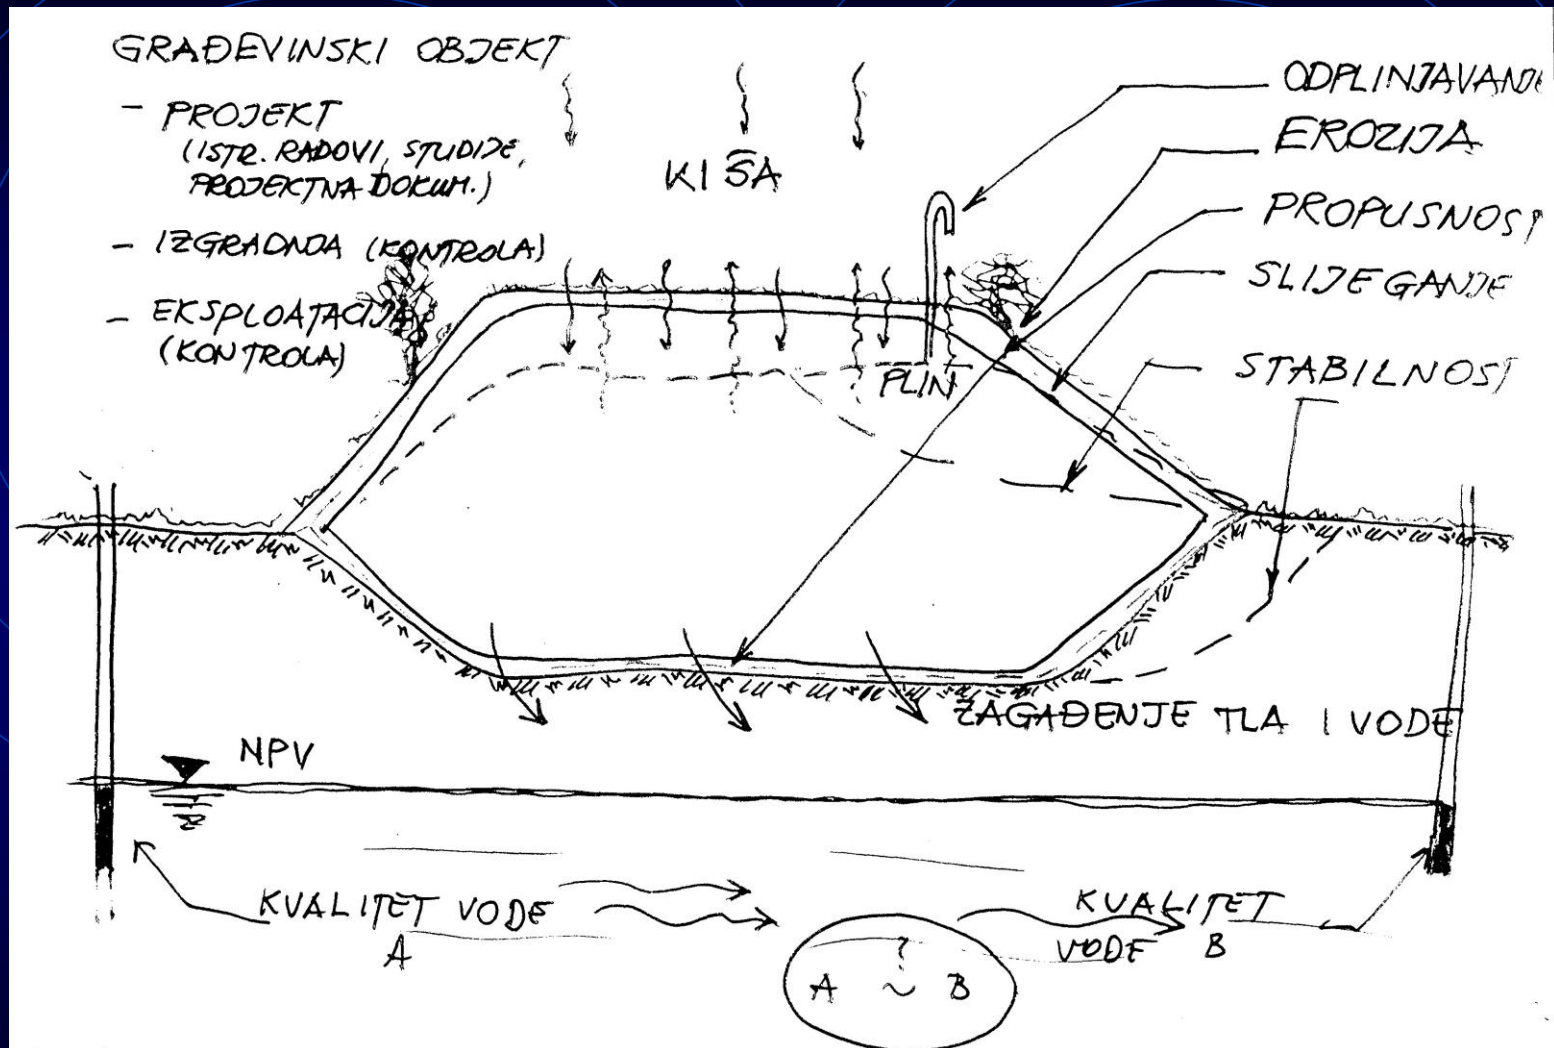 GRAĐEVINSKI OBJEKT
- PROJEKT
(ISTR. RADOVI, STUDIJE,
PROJEKTNA DOKUM.)
- IZGRADNJA (KONTROLA)
- EKSPLOATACIJA
(KONTROLA)
KIŠA
ODPLINJAVANJE
EROZIJA
PROPUSNOST
SLIJEGANJE
STABILNOST
PLIN
ZAGAĐENJE TLA I VODE
NPV
KVALITET VODE
A
KVALITET
VODE B
?
A ~ B